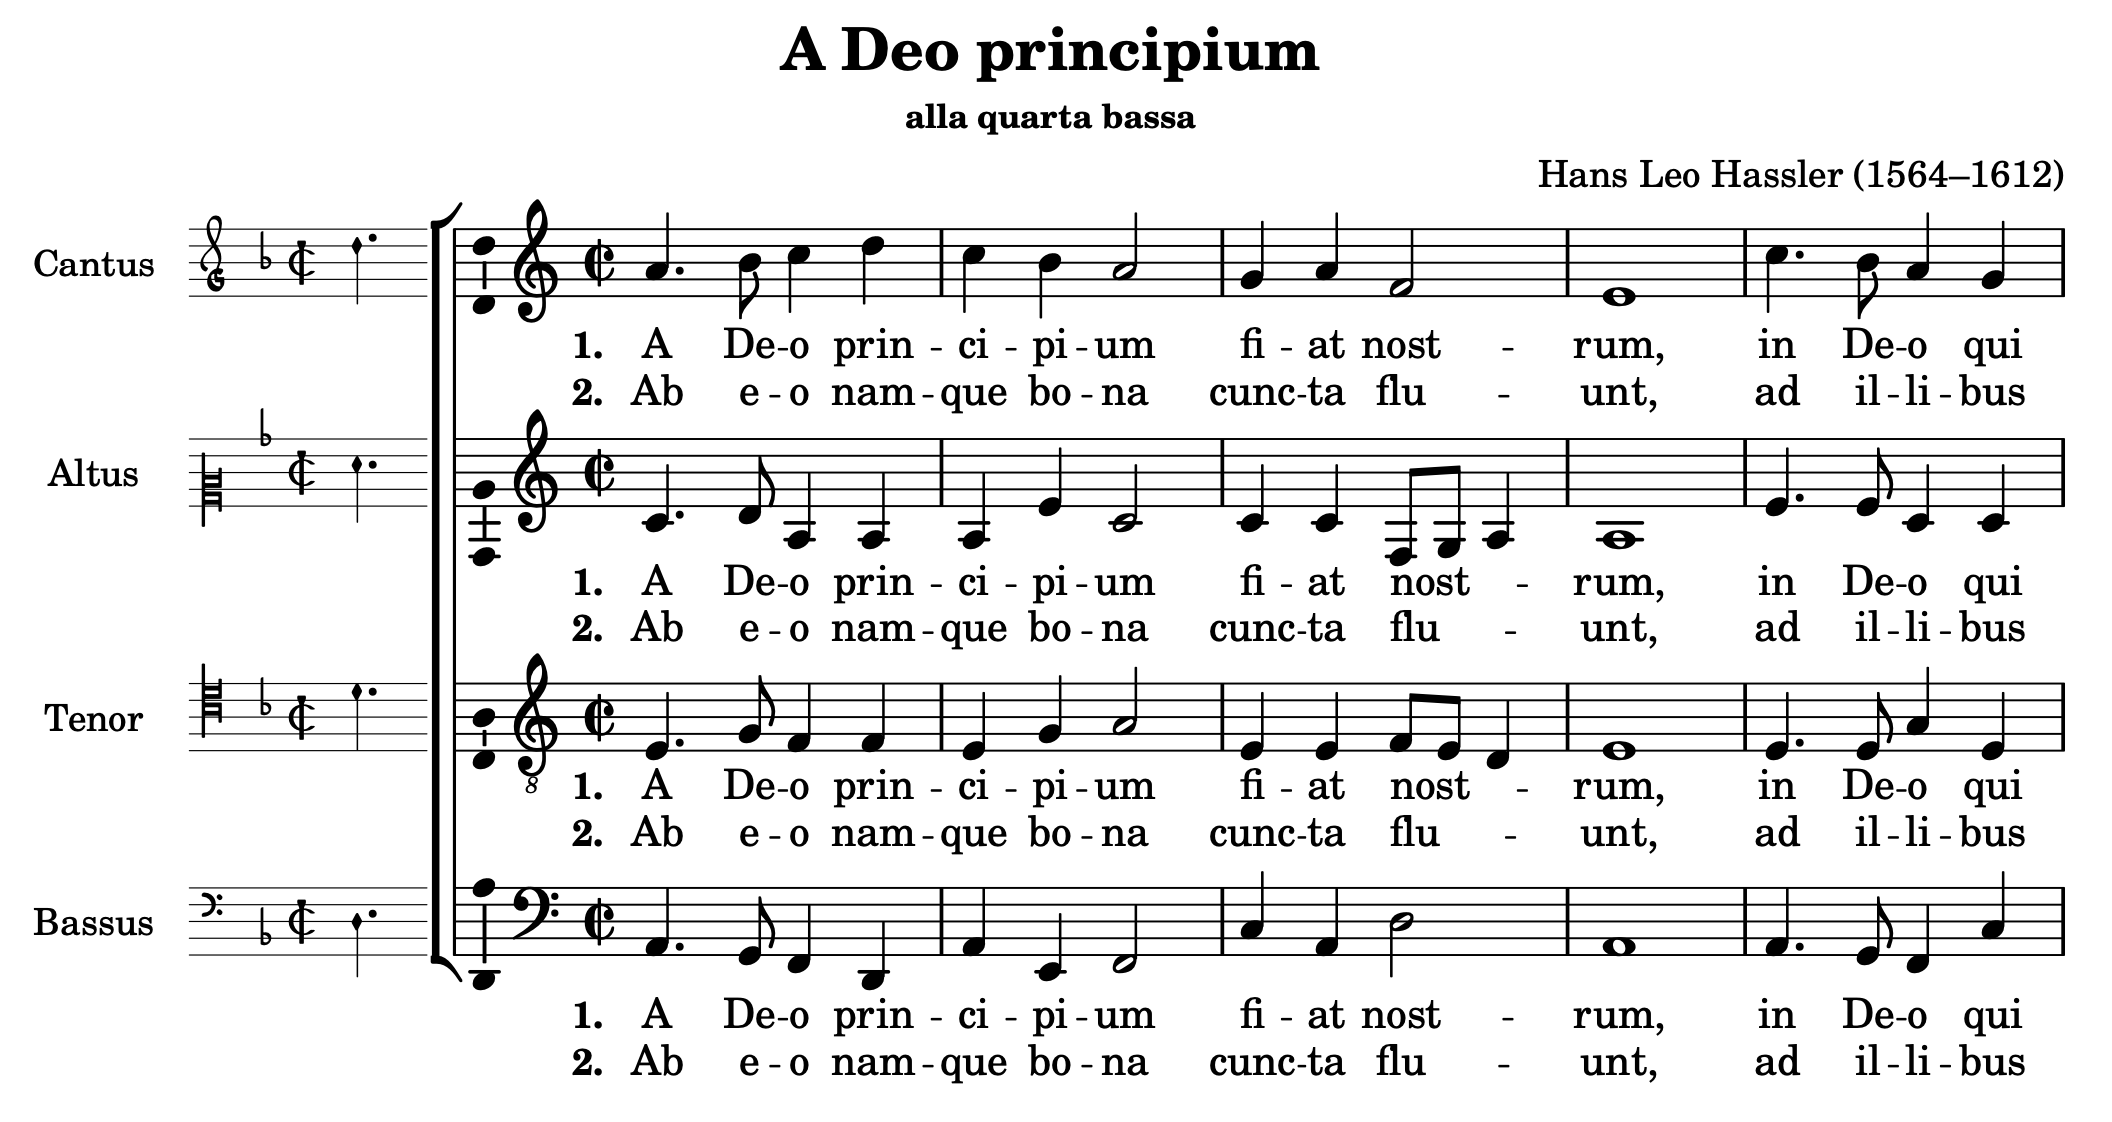 A Deo principium
alla quarta bassa
Hans Leo Hassler (1564–1612)
Cantus
1. A De - o prin - ci - pi - um fi - at nost - rum, in De - o qui
2. Ab e - o nam - que bo - na cunc - ta flu - unt, ad il - li - bus
Altus
1. A De - o prin - ci - pi - um fi - at nost - rum, in De - o qui
2. Ab e - o nam - que bo - na cunc - ta flu - unt, ad il - li - bus
Tenor
8
1. A De - o prin - ci - pi - um fi - at nost - rum, in De - o qui
2. Ab e - o nam - que bo - na cunc - ta flu - unt, ad il - li - bus
Bassus
1. A De - o prin - ci - pi - um fi - at nost - rum, in De - o qui
2. Ab e - o nam - que bo - na cunc - ta flu - unt, ad il - li - bus